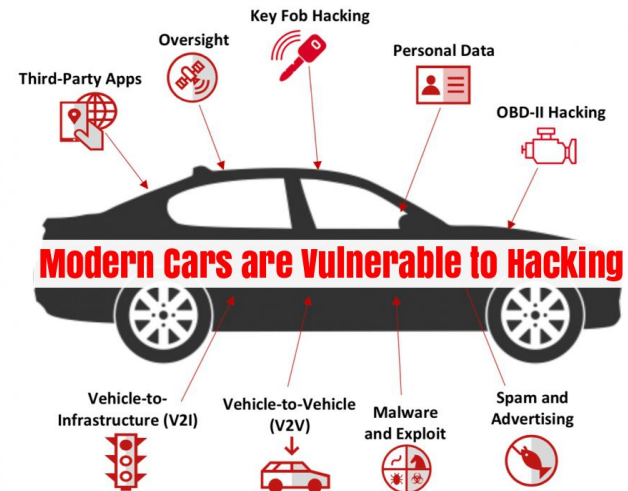 Key Fob Hacking
Oversight
Personal Data
Third-Party Apps
OBD-II Hacking
Modern Cars are Vulnerable to Hacking
Vehicle-to-
Infrastructure (V2I)
Vehicle-to-Vehicle
(V2V)
Malware
and Exploit
Spam and
Advertising